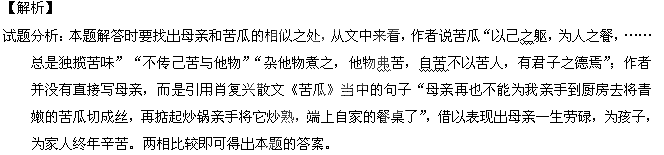 【解析】
试题分析：本题解答时要找出母亲和苦瓜的相似之处，从文中来看，作者说苦瓜“以己之躯，为人之餐，……
总是独揽苦味”“不传己苦与他物”“杂他物煮之，他物弗苦，自苦不以苦人，有君子之德焉”；作者
并没有直接写母亲，而是引用肖复兴散文《苦瓜》当中的句子“母亲再也不能为我亲手到厨房去将青
嫩的苦瓜切成丝，再掂起炒锅亲手将它炒熟，端上自家的餐桌了”，借以表现出母亲一生劳碌，为孩子，
为家人终年辛苦。两相比较即可得出本题的答案。